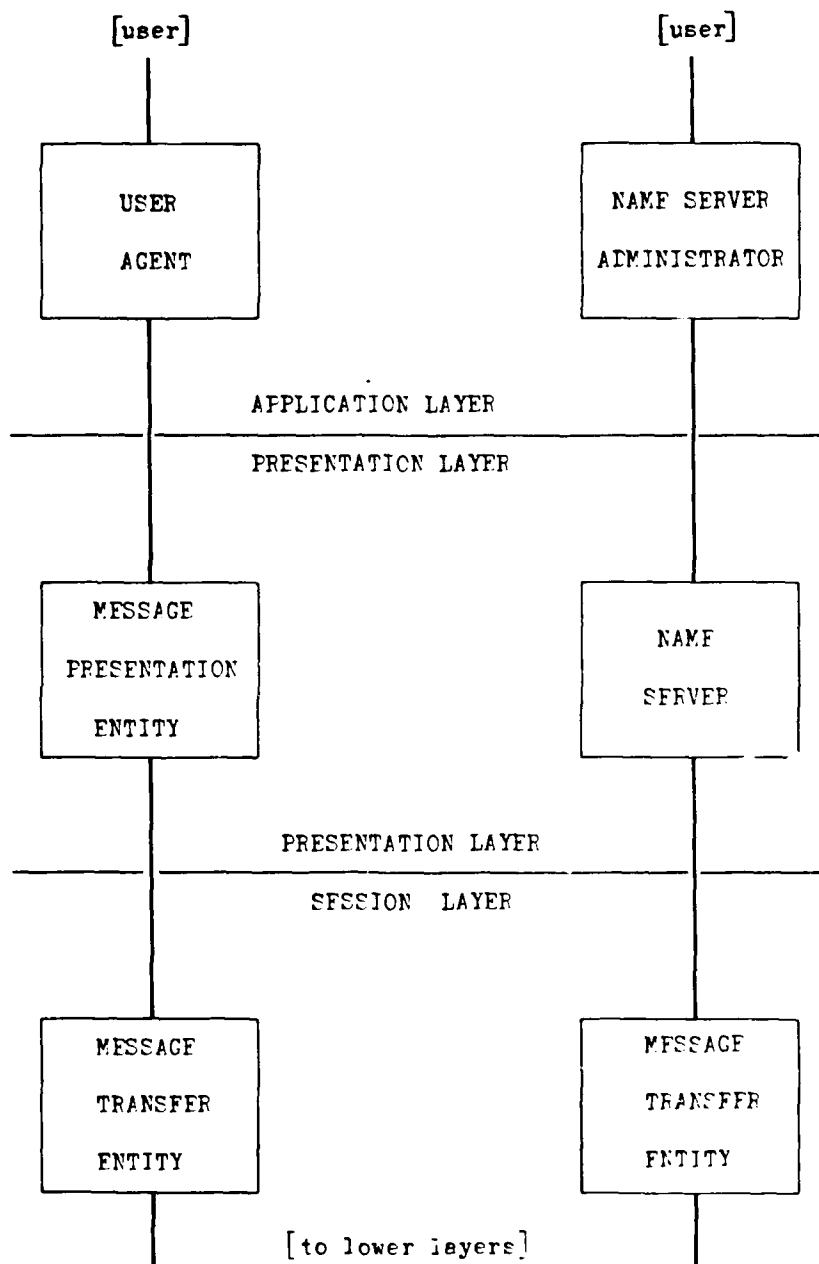 [user] [user]
USER
AGENT
NAME SERVER
ADMINISTRATOR
APPLICATION LAYER
PRESENTATION LAYER
MESSAGE
PRESENTATION
ENTITY
NAME
SERVER
PRESENTATION LAYER
SESSION LAYER
MESSAGE
TRANSFER
ENTITY
MESSAGE
TRANSFER
ENTITY
[to lower layers]